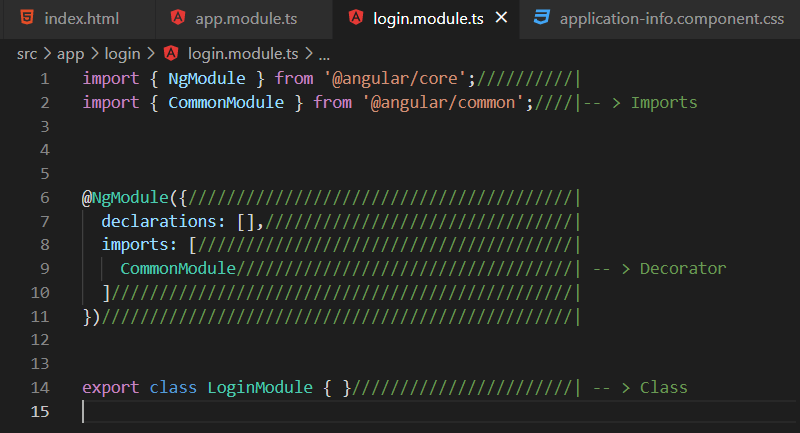 index.html app.module.ts login.module.ts application-info.component.css
src > app > login > login.module.ts > ...
1 import { NgModule } from '@angular/core';//////////|
2 import { CommonModule } from '@angular/common';////|-- > Imports
3
4
5
6 @NgModule({////////////////////////////////////////|
7 declarations: [],////////////////////////////////|
8 imports: [///////////////////////////////////////|
9 CommonModule///////////////////////////////////| -- > Decorator
10 ]////////////////////////////////////////////////|
11 })/////////////////////////////////////////////////|
12
13
14 export class LoginModule { }///////////////////////| -- > Class
15